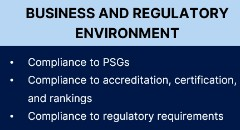 BUSINESS AND REGULATORY
ENVIRONMENT
• Compliance to PSGs
• Compliance to accreditation, certification,
and rankings
• Compliance to regulatory requirements